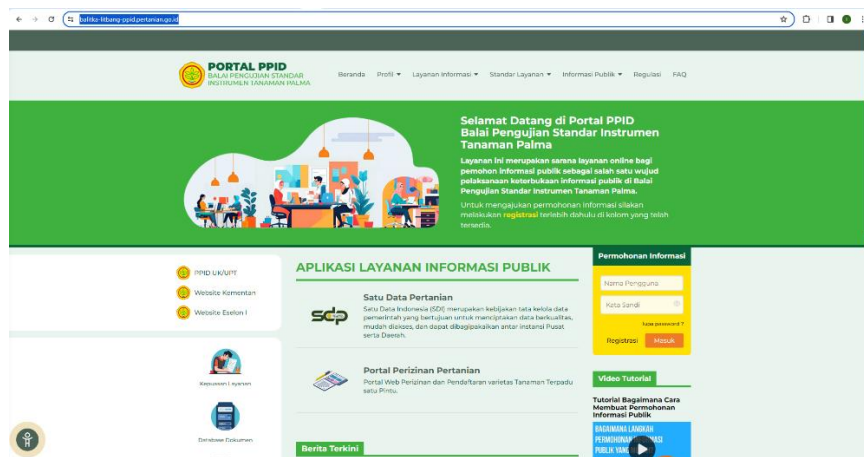 balitka-litbang-ppid.pertanian.go.id
PORTAL PPID
BALAI PENGUJIAN STANDAR
INSTRUMEN TANAMAN PALMA
Beranda Profil Layanan Informasi Standar Layanan Informasi Publik Regulasi FAQ
Selamat Datang di Portal PPID
Balai Pengujian Standar Instrumen
Tanaman Palma
Layanan ini merupakan sarana layanan online bagi
pemohon informasi publik sebagai salah satu wujud
pelaksanaan keterbukaan informasi publik di Balai
Pengujian Standar Instrumen Tanaman Palma.
Untuk mengajukan permohonan informasi silakan
melakukan registrasi terlebih dahulu di kolom yang telah
tersedia.
PPID UK/UPT
Website Kementan
Website Eselon I
Kepuasan Layanan
Database Dokumen
APLIKASI LAYANAN INFORMASI PUBLIK
sdp
Satu Data Pertanian
Satu Data Indonesia (SDI) merupakan kebijakan tata kelola data
pemerintah yang bertujuan untuk menciptakan data berkualitas,
mudah diakses, dan dapat dibagipakaikan antar instansi Pusat
serta Daerah.
Portal Perizinan Pertanian
Portal Web Perizinan dan Pendaftaran varietas Tanaman Terpadu
satu Pintu.
Berita Terkini
Permohonan Informasi
Nama Pengguna
Kata Sandi
lupa password ?
Registrasi Masuk
Video Tutorial
Tutorial Bagaimana Cara
Membuat Permohonan
Informasi Publik
BAGAIMANA LANGKAH
PUBLIK YANG